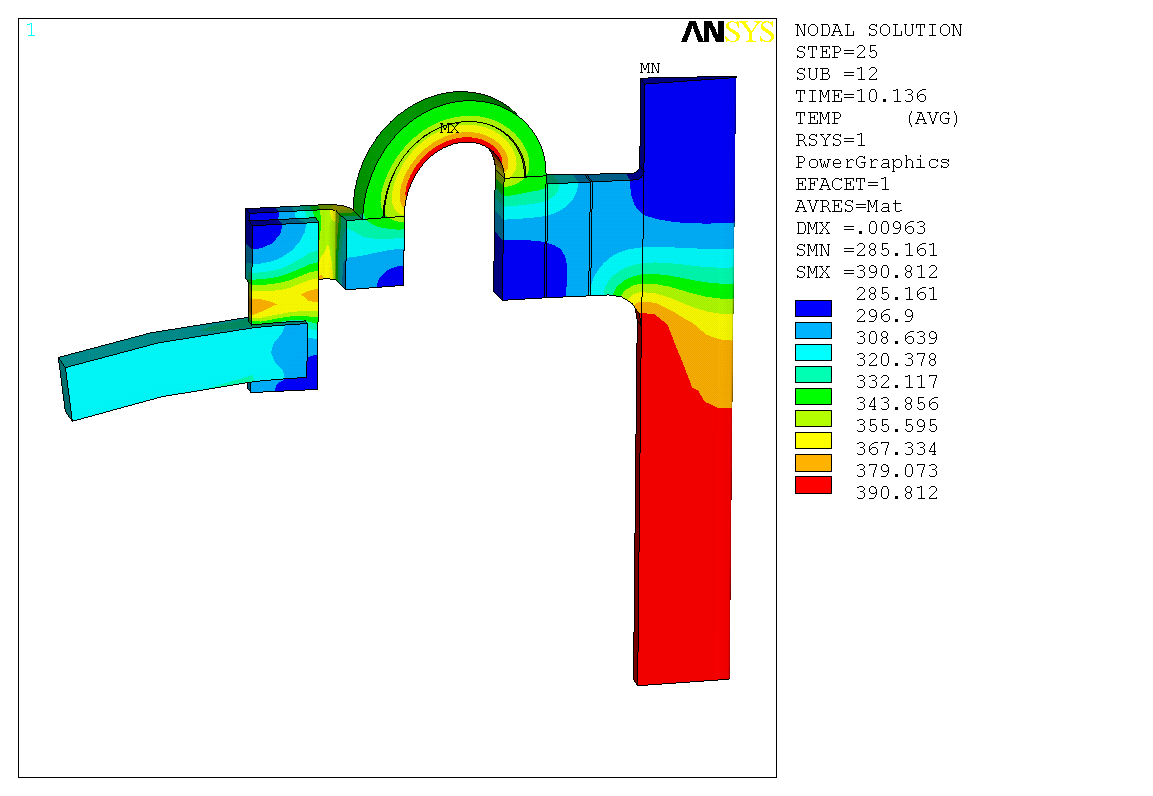 1
ANSYS
MN
MX
NODAL SOLUTION
STEP=25
SUB =12
TIME=10.136
TEMP (AVG)
RSYS=1
PowerGraphics
EFACET=1
AVRES=Mat
DMX =.00963
SMN =285.161
SMX =390.812
285.161
296.9
308.639
320.378
332.117
343.856
355.595
367.334
379.073
390.812